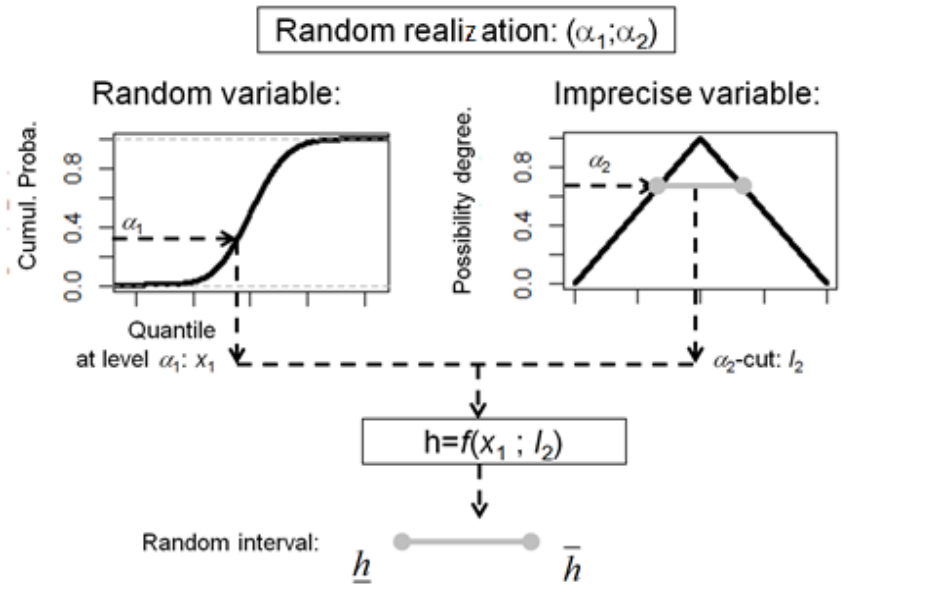 Random realization: (α1;α2)
Random variable:
Imprecise variable:
Cumul. Proba.
0.8
0.4
0.0
α1
Possibility degree.
0.8
0.4
0.0
α2
Quantile
at level α1: x1
α2-cut: I2
h=f(x1 ; I2)
Random interval:
h
h̅